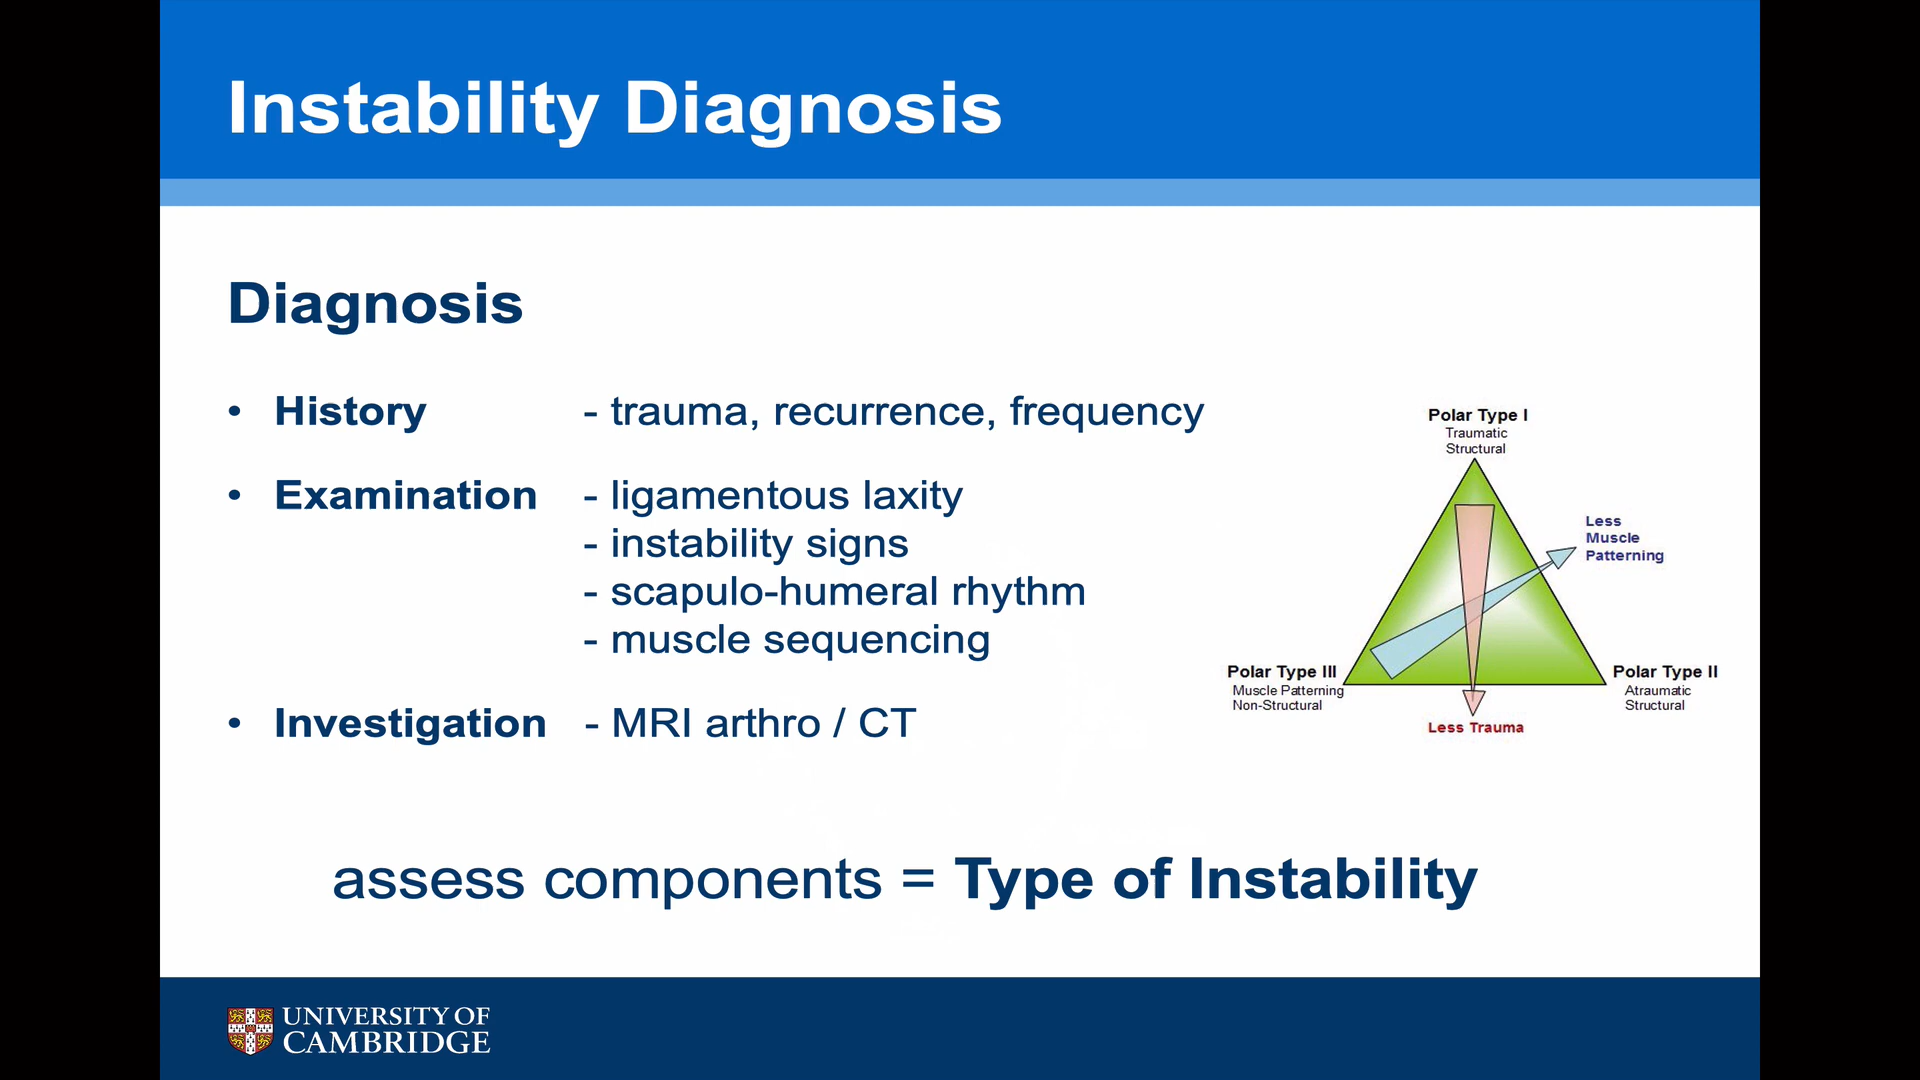 Instability Diagnosis
Diagnosis
• History - trauma, recurrence, frequency
• Examination - ligamentous laxity
- instability signs
- scapulo-humeral rhythm
- muscle sequencing
• Investigation - MRI arthro / CT
Polar Type I
Traumatic
Structural
Less
Muscle
Patterning
Polar Type III
Muscle Patterning
Non-Structural
Polar Type II
Atraumatic
Structural
Less Trauma
assess components = Type of Instability
UNIVERSITY OF
CAMBRIDGE